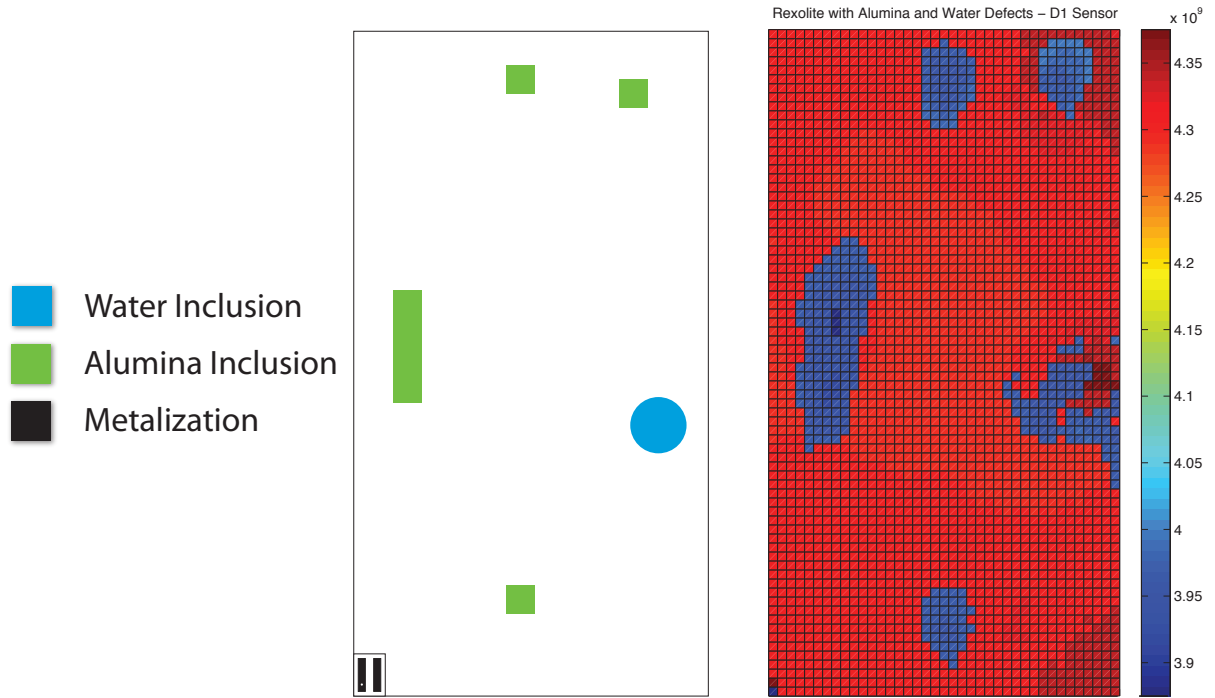 Water Inclusion
Alumina Inclusion
Metalization
Rexolite with Alumina and Water Defects – D1 Sensor
x 10⁹
4.35
4.3
4.25
4.2
4.15
4.1
4.05
4
3.95
3.9